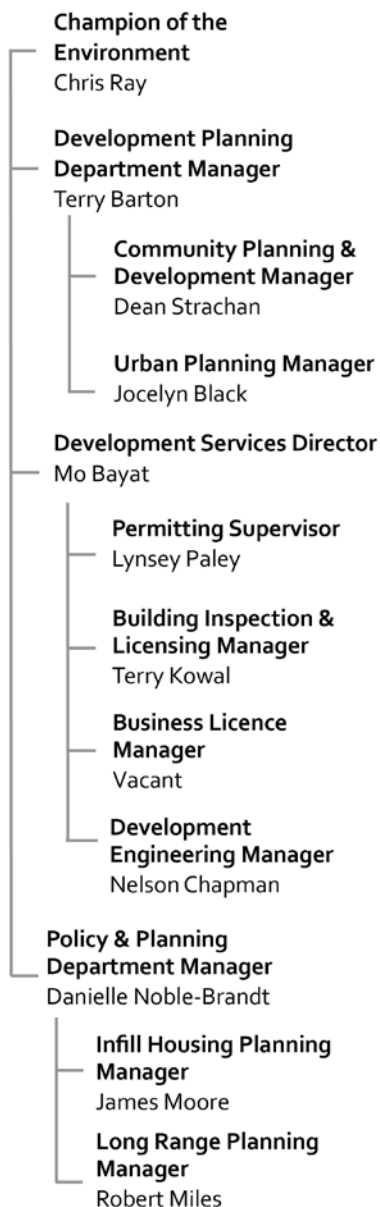 Champion of the
Environment
Chris Ray
Development Planning
Department Manager
Terry Barton
Community Planning &
Development Manager
Dean Strachan
Urban Planning Manager
Jocelyn Black
Development Services Director
Mo Bayat
Permitting Supervisor
Lynsey Paley
Building Inspection &
Licensing Manager
Terry Kowal
Business Licence
Manager
Vacant
Development
Engineering Manager
Nelson Chapman
Policy & Planning
Department Manager
Danielle Noble-Brandt
Infill Housing Planning
Manager
James Moore
Long Range Planning
Manager
Robert Miles